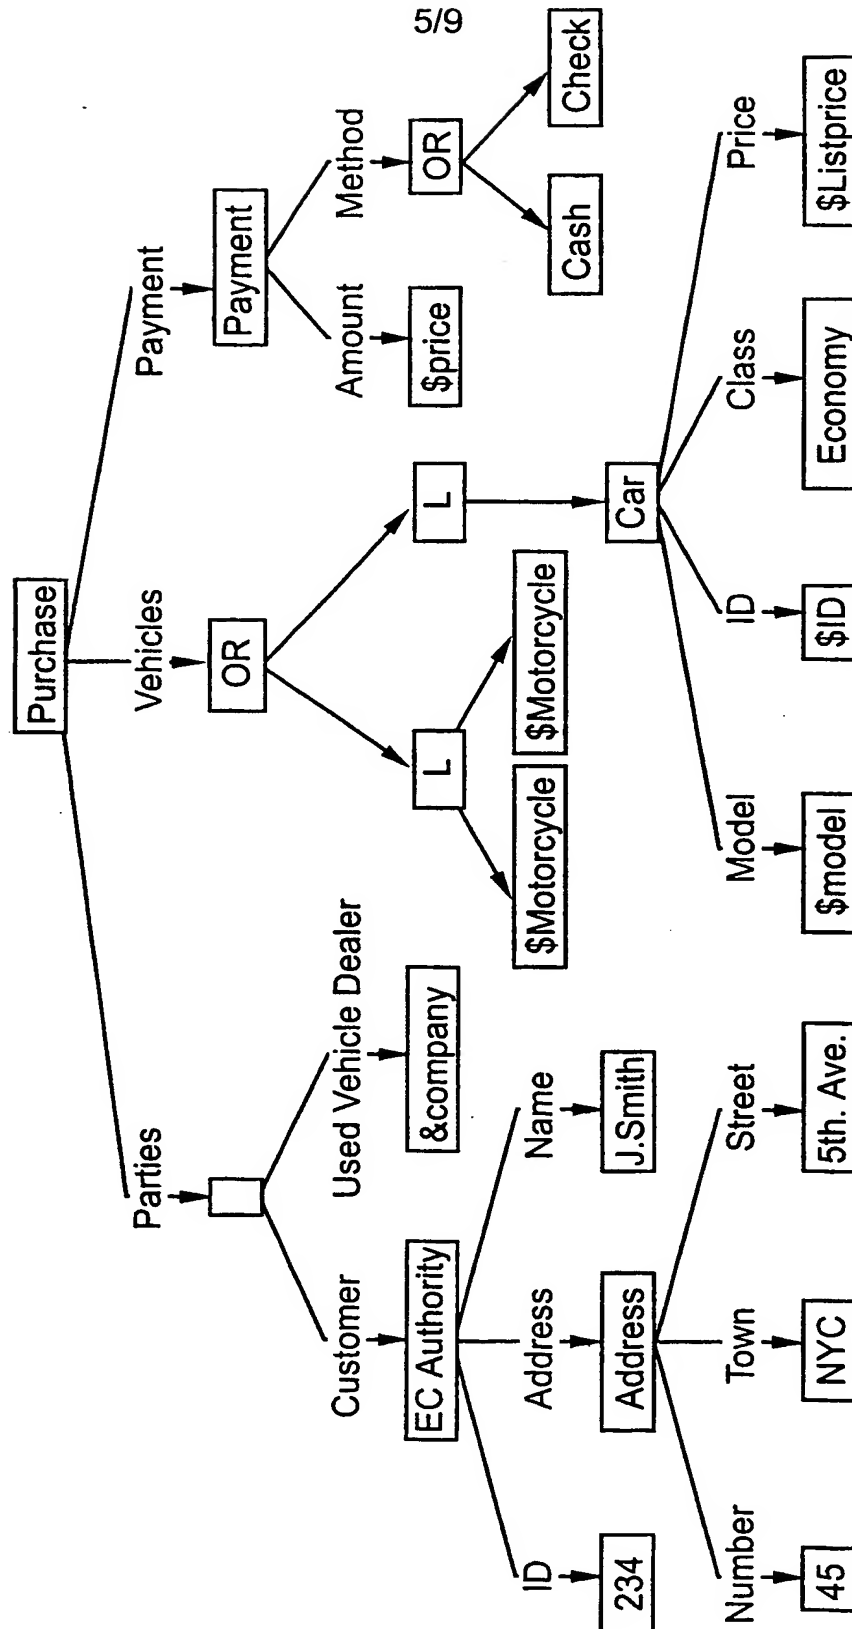 5/9
Purchase
Parties
Vehicles
Payment
OR
Payment
Customer
Used Vehicle Dealer
Amount
Method
EC Authority
&company
L
L
$price
OR
ID
Address
Name
$Motorcycle
$Motorcycle
Cash
Check
234
Address
J.Smith
Car
Number
Town
Street
Model
ID
Class
Price
45
NYC
5th. Ave.
$model
$ID
Economy
$Listprice